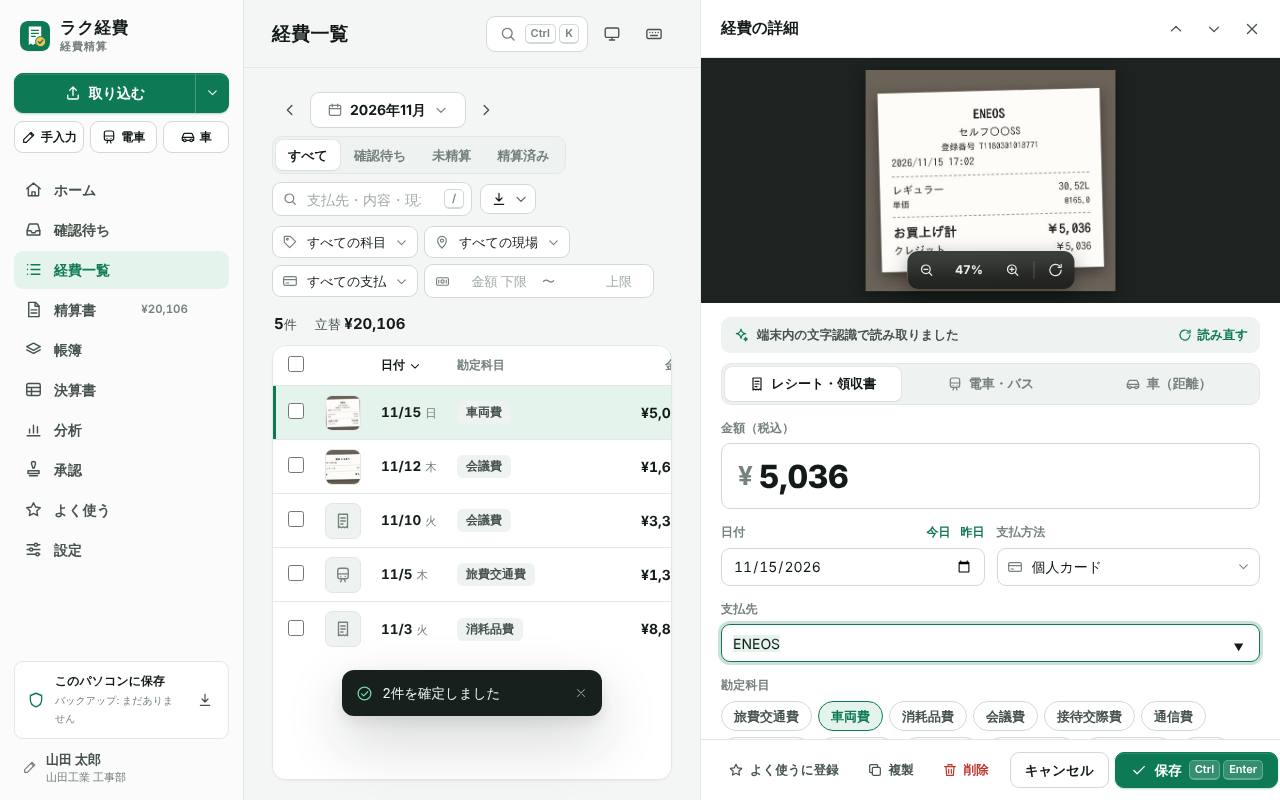 ラク経費
経費精算
取り込む
手入力
電車
車
ホーム
確認待ち
経費一覧
精算書 ¥20,106
帳簿
決算書
分析
承認
よく使う
設定
このパソコンに保存
バックアップ: まだありま
せん
山田 太郎
山田工業 工事部
経費一覧
Ctrl K
2026年11月
すべて 確認待ち 未精算 精算済み
支払先・内容・現 /
すべての科目 すべての現場
すべての支払 金額 下限 〜 上限
5件 立替 ¥20,106
日付 勘定科目
11/15 日 車両費 ¥5,0
11/12 木 会議費 ¥1,6
11/10 火 会議費 ¥3,3
11/5 木 旅費交通費 ¥1,3
11/3 火 消耗品費 ¥8,8
2件を確定しました
経費の詳細
ENEOS
セルフ〇〇SS
登録番号 T1180301018771
2026/11/15 17:02
レギュラー 30.52L
単価 @165.0
お買上げ計 ¥5,036
クレジット ¥5,036
47%
端末内の文字認識で読み取りました 読み直す
レシート・領収書 電車・バス 車（距離）
金額（税込）
¥ 5,036
日付 今日 昨日 支払方法
11/15/2026 個人カード
支払先
ENEOS
勘定科目
旅費交通費 車両費 消耗品費 会議費 接待交際費 通信費
よく使うに登録 複製 削除 キャンセル 保存 Ctrl Enter